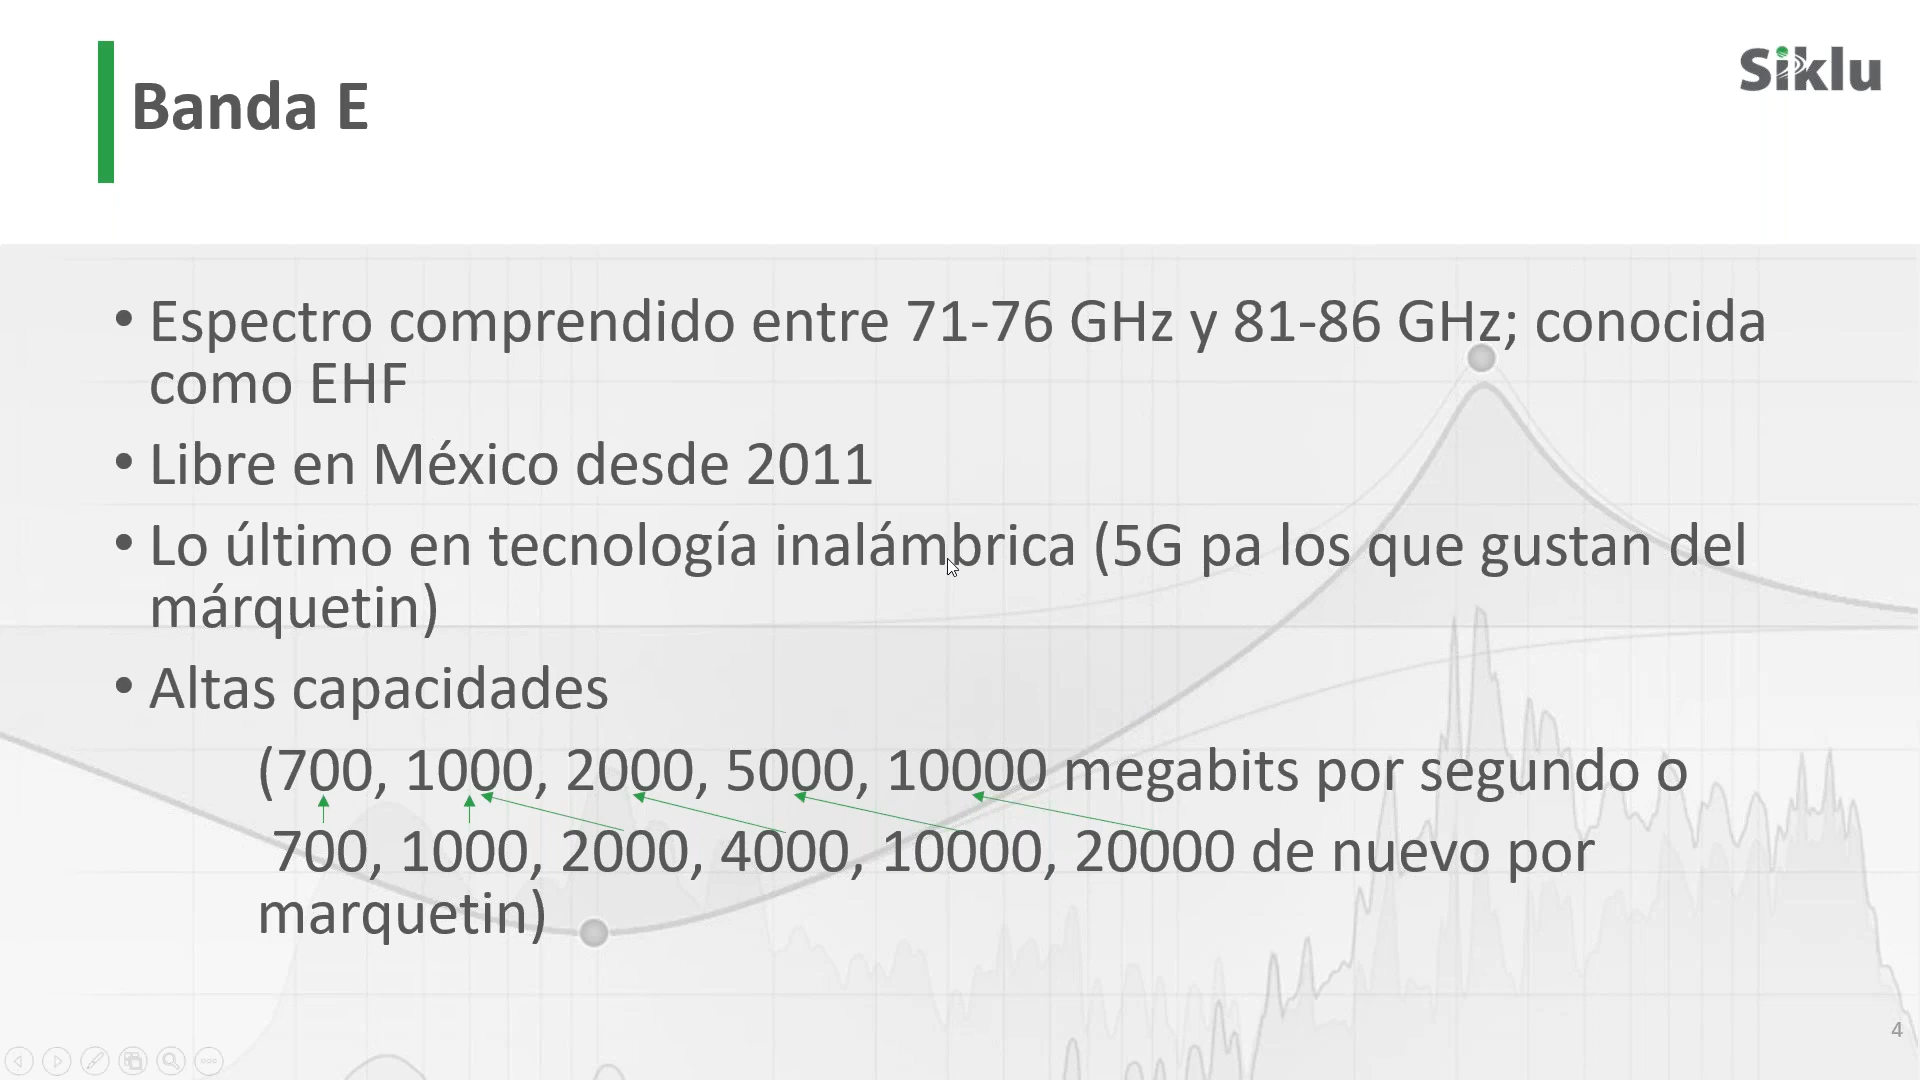 Banda E
Siklu
• Espectro comprendido entre 71-76 GHz y 81-86 GHz; conocida
como EHF
• Libre en México desde 2011
• Lo último en tecnología inalámbrica (5G pa los que gustan del
márquetin)
• Altas capacidades
(700, 1000, 2000, 5000, 10000 megabits por segundo o
700, 1000, 2000, 4000, 10000, 20000 de nuevo por
marquetin)
4